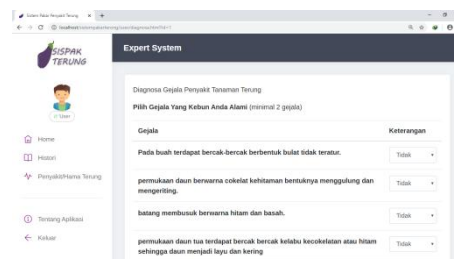 Sistem Pakar Penyakit Terung
SISPAK
TERUNG
User
Home
Histori
Penyakit/Hama Terung
Tentang Aplikasi
Keluar
Expert System
Diagnosa Gejala Penyakit Tanaman Terung
Pilih Gejala Yang Kebun Anda Alami (minimal 2 gejala)
Gejala Keterangan
Pada buah terdapat bercak-bercak berbentuk bulat tidak teratur. Tidak
permukaan daun berwarna cokelat kehitaman bentuknya menggulung dan
mengeriting. Tidak
batang membusuk berwarna hitam dan basah. Tidak
permukaan daun tua terdapat bercak bercak kelabu kecokelatan atau hitam
sehingga daun menjadi layu dan kering Tidak